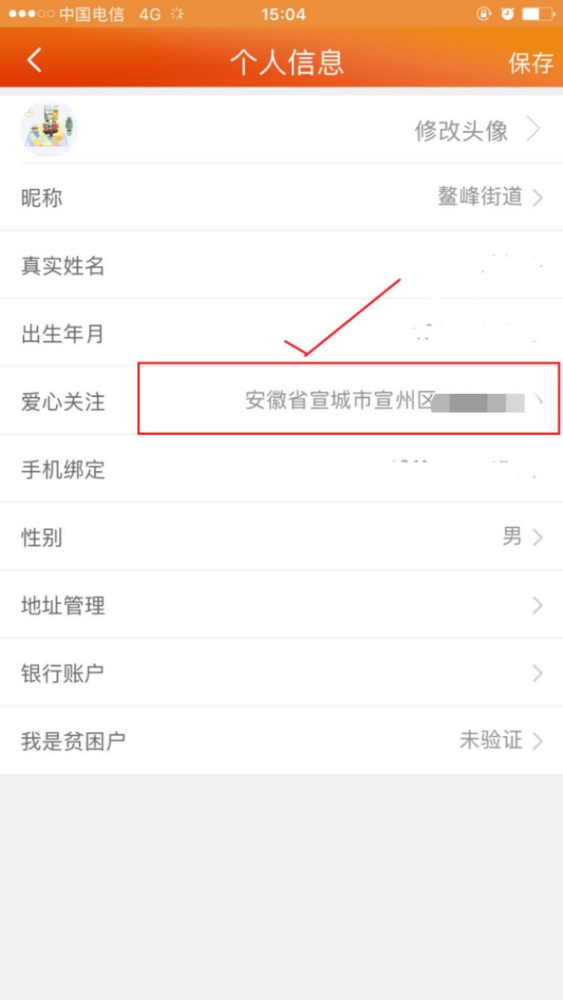 中国电信 4G 15:04
个人信息 保存
修改头像
昵称 鳌峰街道
真实姓名
出生年月
爱心关注 安徽省宣城市宣州区
手机绑定
性别 男
地址管理
银行账户
我是贫困户 未验证